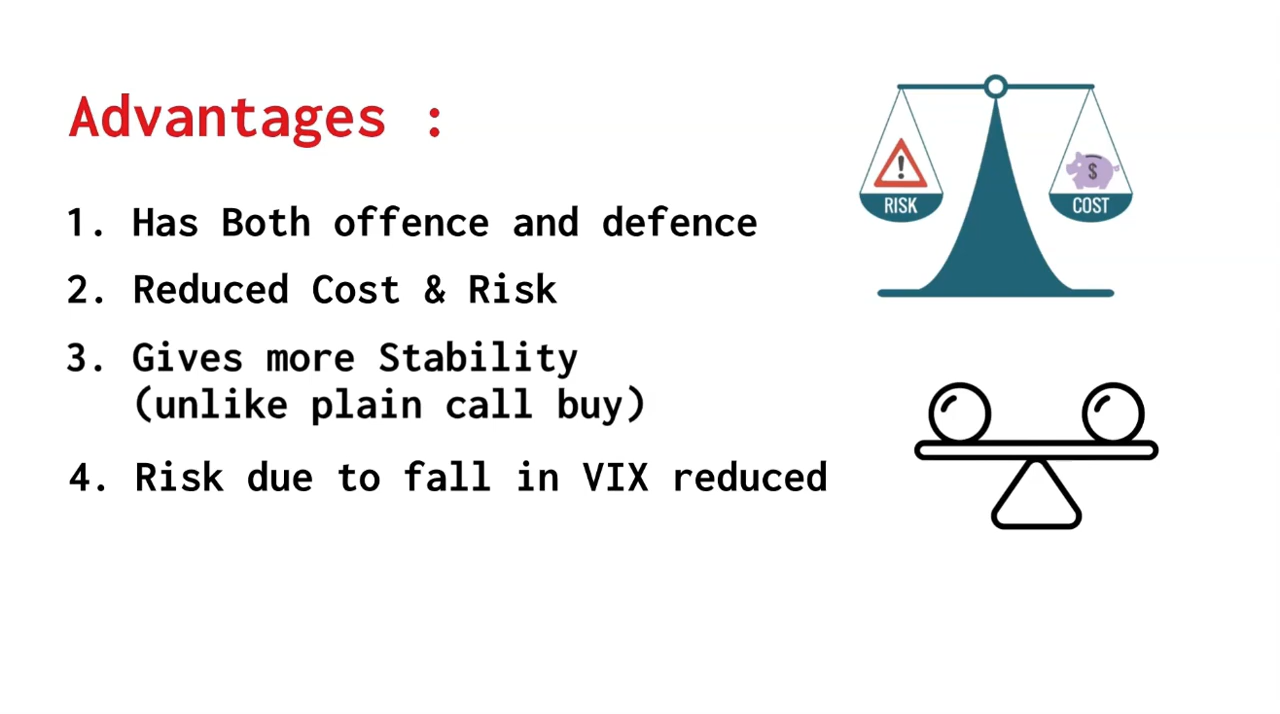 Advantages :
1. Has Both offence and defence
2. Reduced Cost & Risk
3. Gives more Stability
(unlike plain call buy)
4. Risk due to fall in VIX reduced
RISK
$
COST